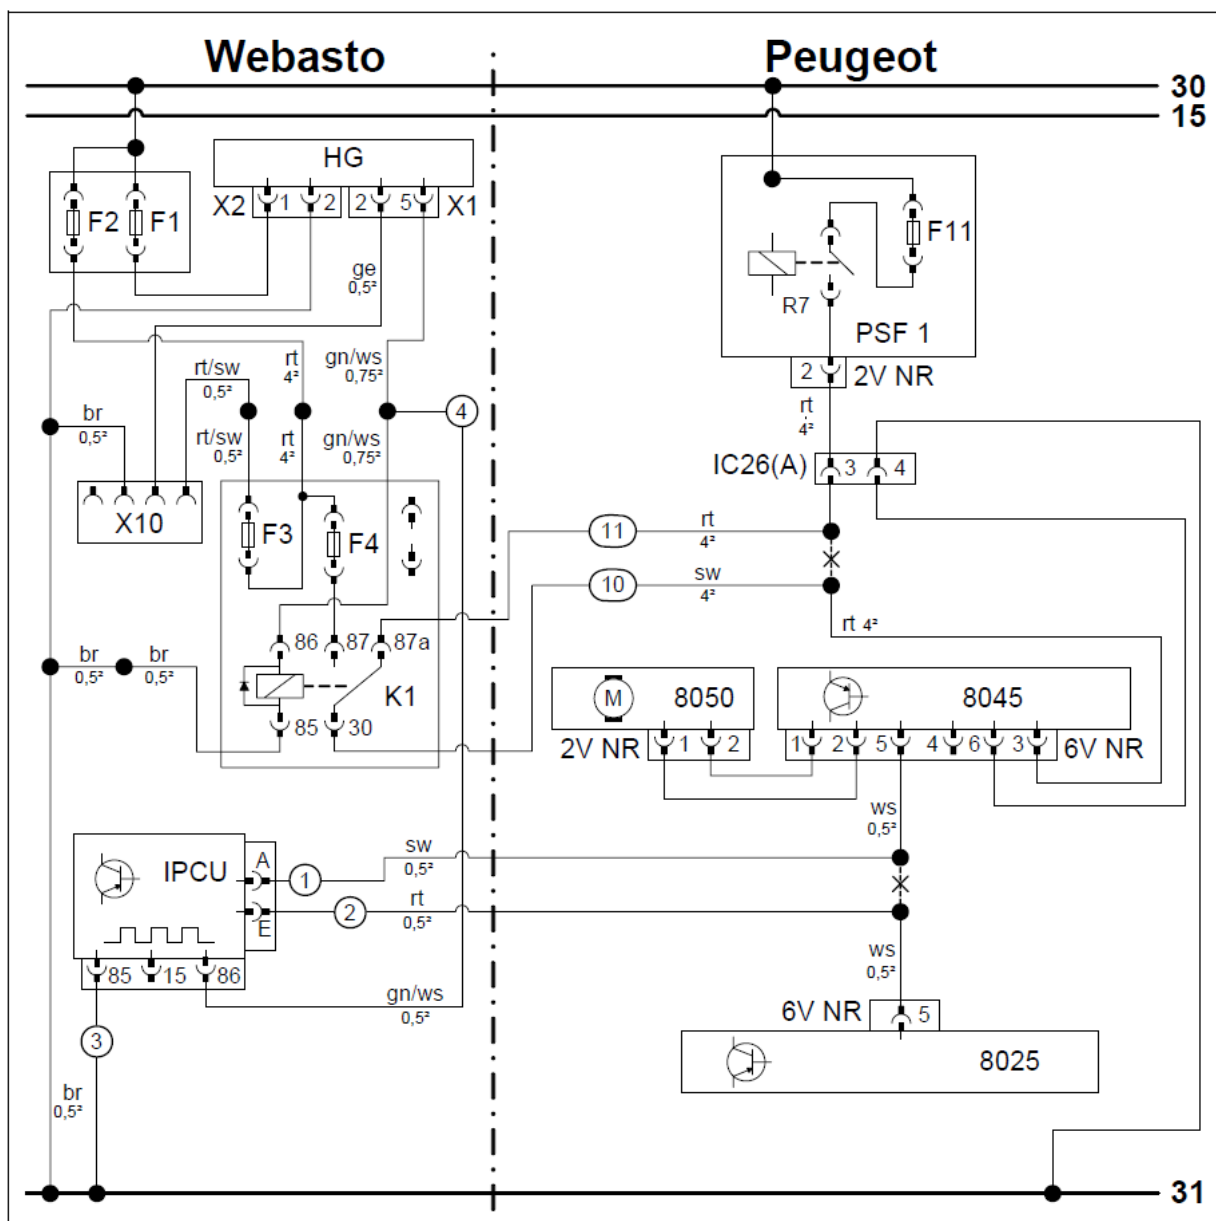 Webasto Peugeot
30
15
HG
X2 1 2 2 5 X1
F2 F1
F11
R7
PSF 1
2 2V NR
ge
0,5²
rt/sw
0,5²
rt
4²
gn/ws
0,75²
4
br
0,5²
rt/sw
0,5²
rt
4²
gn/ws
0,75²
rt
4²
IC26(A) 3 4
X10
F3 F4
11 rt
4²
10 sw
4²
rt 4²
86 87 87a
br
0,5²
br
0,5²
K1
85 30
M 8050 8045
2V NR 1 2 1 2 5 4 6 3 6V NR
ws
0,5²
IPCU A
E
1 sw
0,5²
2 rt
0,5²
85 15 86
gn/ws
0,5²
ws
0,5²
6V NR 5
3
8025
br
0,5²
31